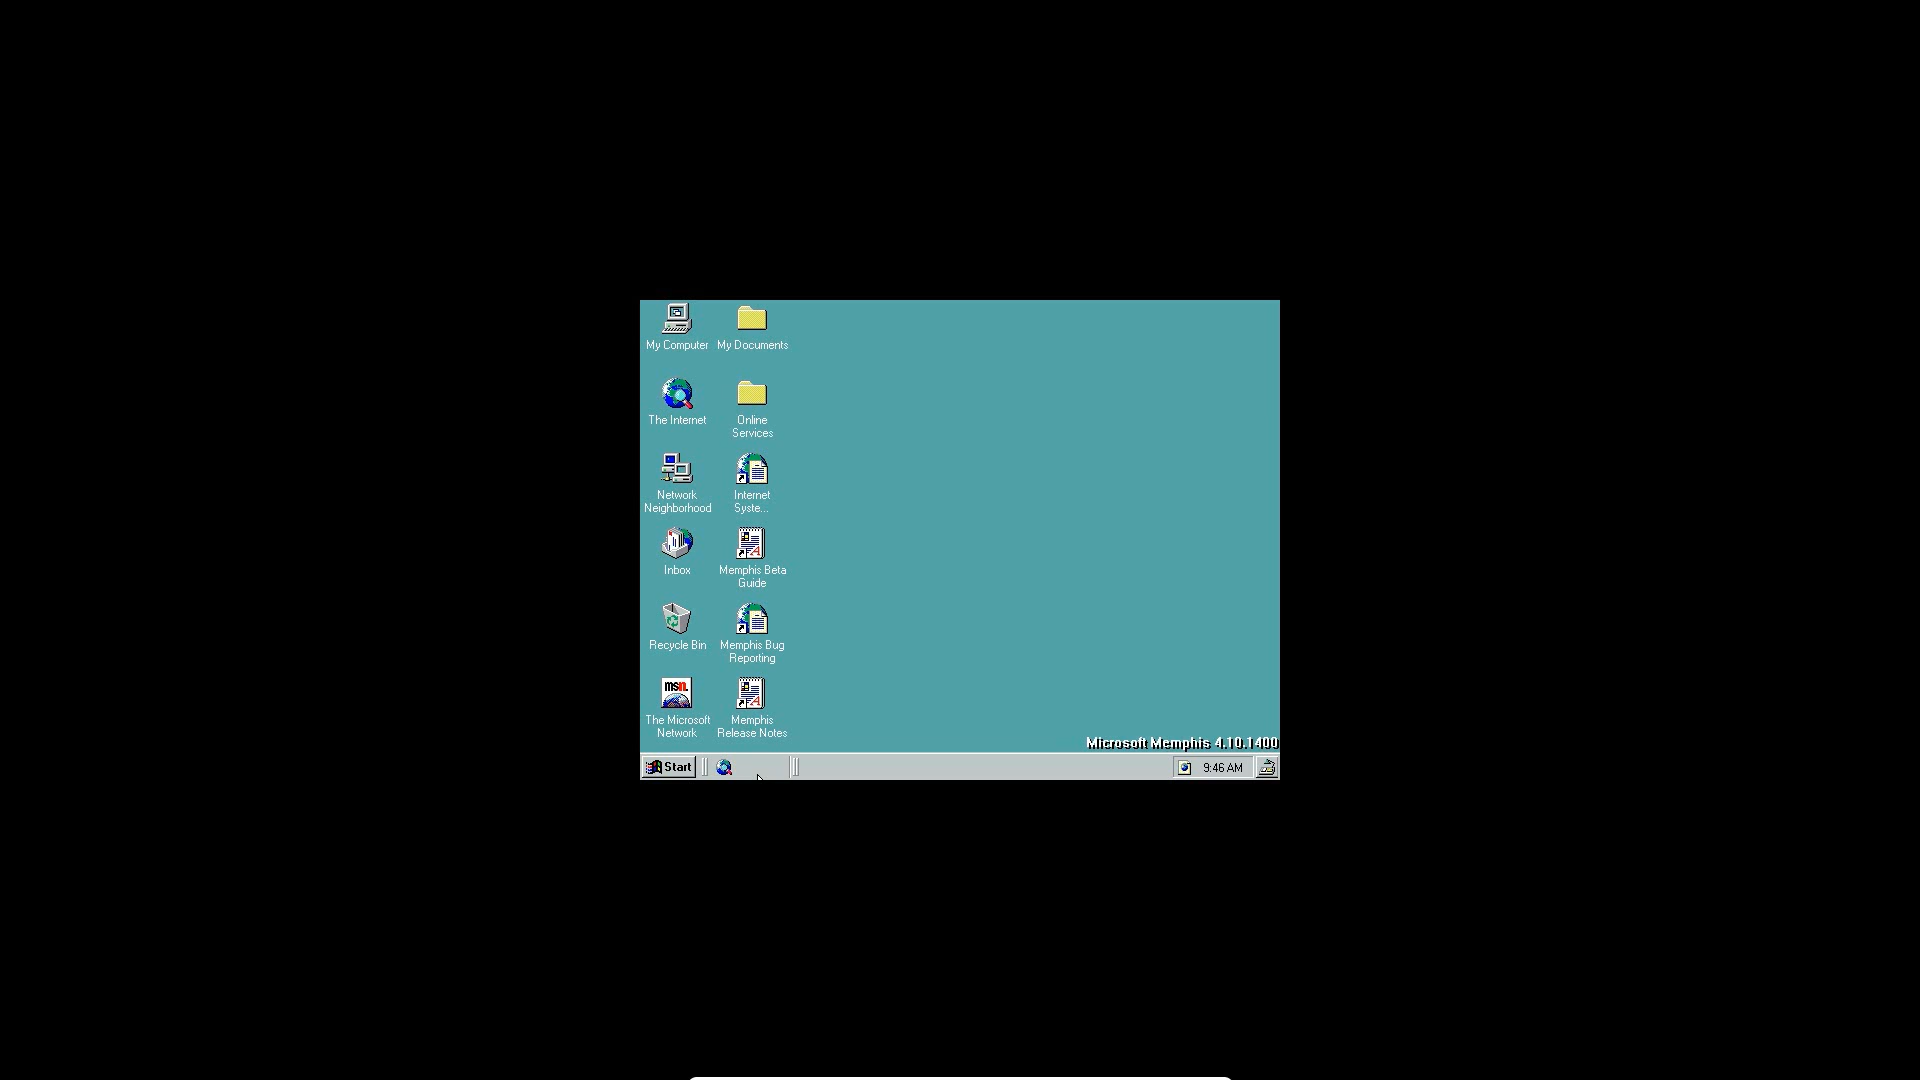 My Computer
My Documents
The Internet
Online
Services
Network
Neighborhood
Internet
Syste...
Inbox
Memphis Beta
Guide
Recycle Bin
Memphis Bug
Reporting
msn.
The Microsoft
Network
Memphis
Release Notes
Microsoft Memphis 4.10.1400
Start
9:46 AM